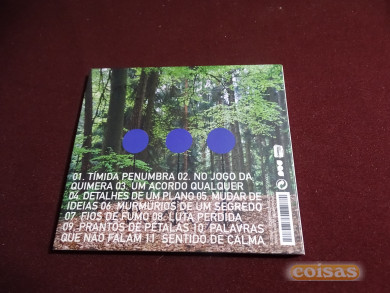 01. TÍMIDA PENUMBRA 02. NO JOGO DA
QUIMERA 03. UM ACORDO QUALQUER
04. DETALHES DE UM PLANO 05. MUDAR DE
IDEIAS 06. MURMÚRIOS DE UM SEGREDO
07. FIOS DE FUMO 08. LUTA PERDIDA
09. PRANTOS DE PÉTALAS 10. PALAVRAS
QUE NÃO FALAM 11. SENTIDO DE CALMA
coisas